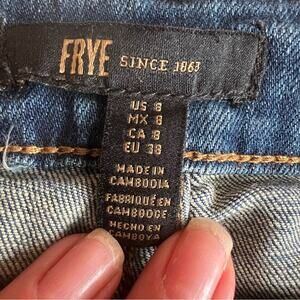 FRYE SINCE 1863
US 8
MX 8
CA 8
EU 38
MADE IN
CAMBODIA
FABRIQUÉ EN
CAMBODGE
HECHO EN
CAMBOYA